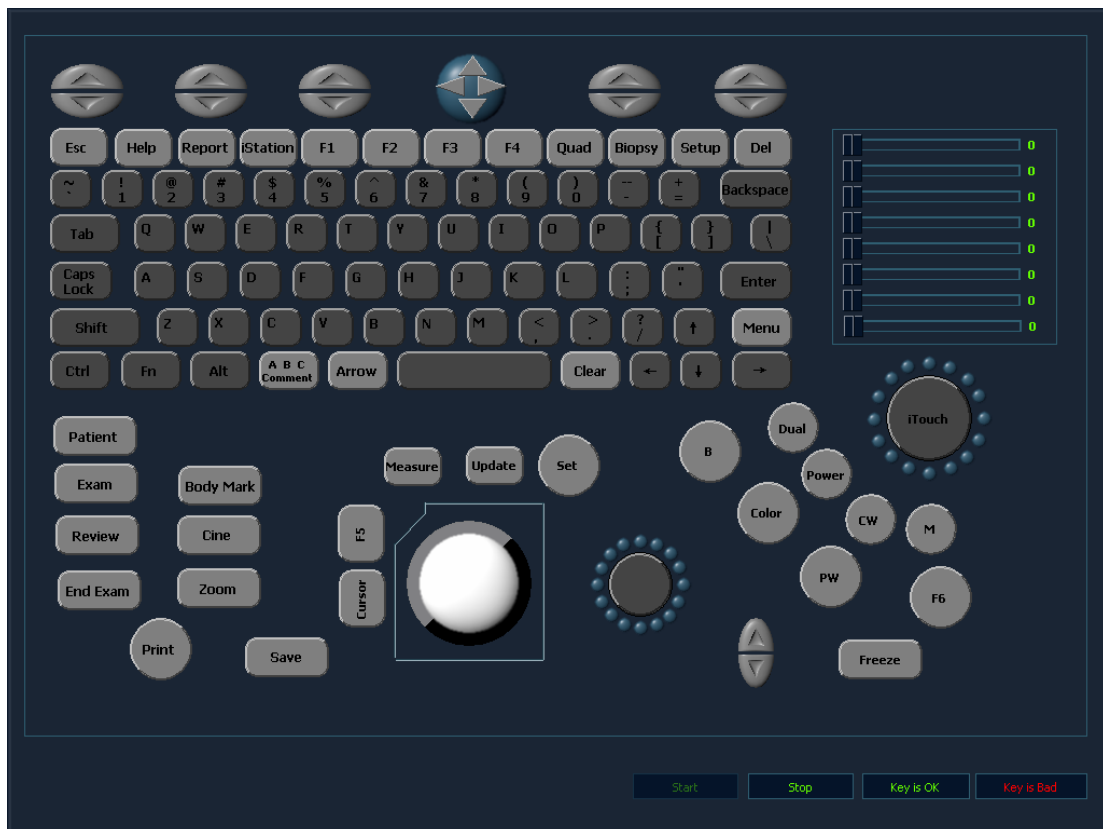 Esc Help Report iStation F1 F2 F3 F4 Quad Biopsy Setup Del
0
~ ! @ # $ % ^ & * ( ) -- +
` 1 2 3 4 5 6 7 8 9 0 - = Backspace
0
0
Tab Q W E R T Y U I O P { } |
[ ] \
0
0
Caps Lock A S D F G H J K L : " Enter
; '
0
0
Shift Z X C V B N M < > ? ↑ Menu
, . /
0
Ctrl Fn Alt A B C Arrow Clear ← ↓ →
Comment
iTouch
Patient
Dual
B
Measure Update Set
Power
Exam Body Mark
Color CW M
Review Cine F5
PW
End Exam Zoom Cursor
F6
Print Save Freeze
Start Stop Key is OK Key is Bad